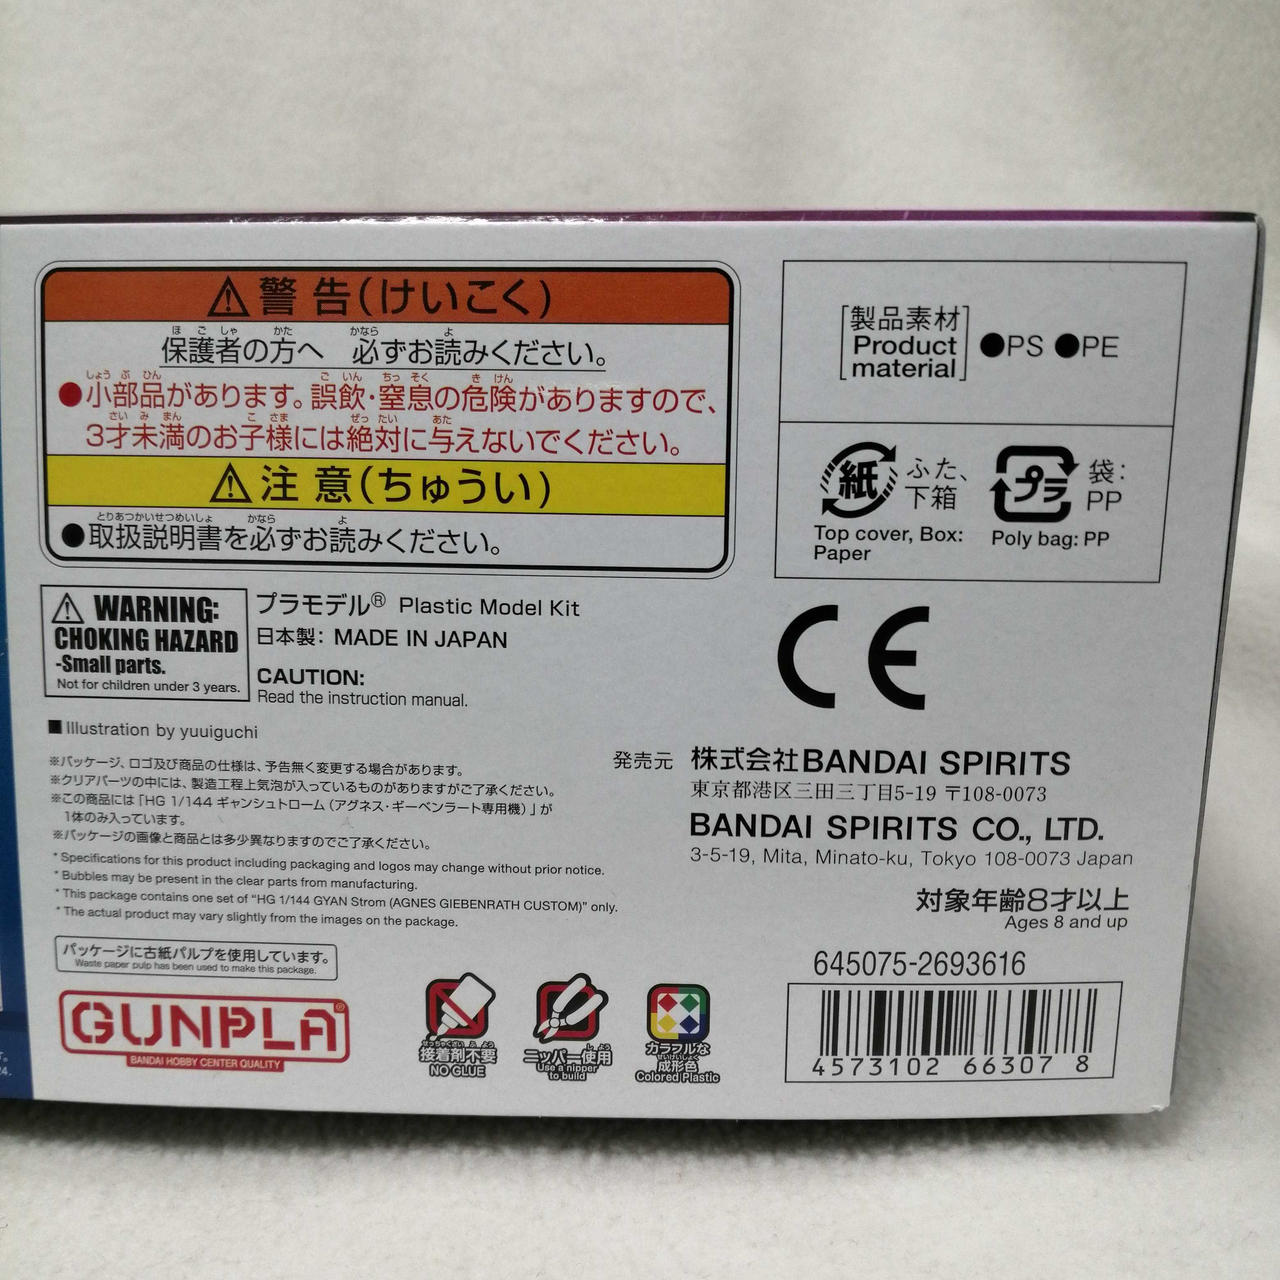 ⚠警告(けいこく)
保護者の方へ 必ずお読みください。
●小部品があります。誤飲・窒息の危険がありますので、
3才未満のお子様には絶対に与えないでください。
⚠注意(ちゅうい)
●取扱説明書を必ずお読みください。
[製品素材 Product material] ●PS ●PE
紙 ふた、下箱
Top cover, Box: Paper
プラ 袋: PP
Poly bag: PP
⚠ WARNING:
CHOKING HAZARD
-Small parts.
Not for children under 3 years.
プラモデル® Plastic Model Kit
日本製: MADE IN JAPAN
CAUTION:
Read the instruction manual.
CE
■Illustration by yuuiguchi
※パッケージ、ロゴ及び商品の仕様は、予告無く変更する場合があります。
※クリアパーツの中には、製造工程上気泡が入っているものがありますがご了承ください。
※この商品には「HG 1/144 ギャンシュトローム(アグネス・ギーベンラート専用機)」が
1体のみ入っています。
※パッケージの画像と商品とは多少異なりますのでご了承ください。
* Specifications for this product including packaging and logos may change without prior notice.
* Bubbles may be present in the clear parts from manufacturing.
* This package contains one set of "HG 1/144 GYAN Strom (AGNES GIEBENRATH CUSTOM)" only.
* The actual product may vary slightly from the images on the package.
発売元 株式会社BANDAI SPIRITS
東京都港区三田三丁目5-19 〒108-0073
BANDAI SPIRITS CO., LTD.
3-5-19, Mita, Minato-ku, Tokyo 108-0073 Japan
対象年齢8才以上
Ages 8 and up
パッケージに古紙パルプを使用しています。
Waste paper pulp has been used to make this package.
GUNPLA®
BANDAI HOBBY CENTER QUALITY
接着剤不要
NO GLUE
ニッパー使用
Use a nipper
to build
カラフルな
成形色
Colored Plastic
645075-2693616
4573102 66307 8
24.